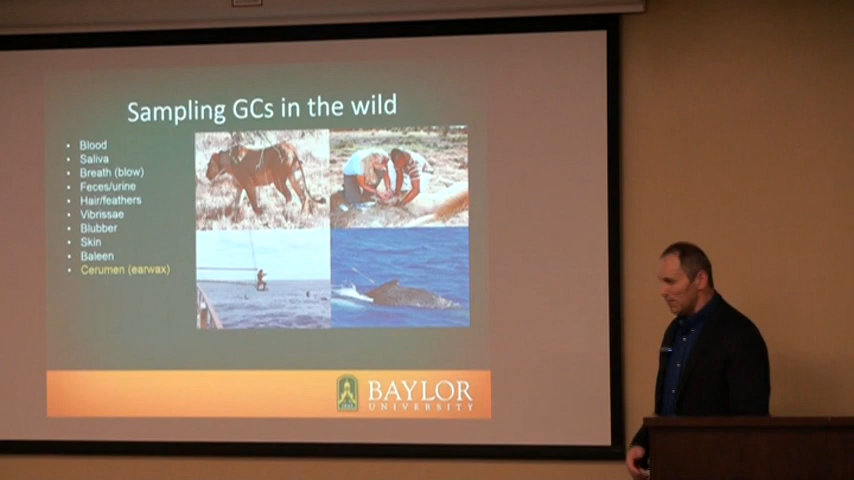 Sampling GCs in the wild
• Blood
• Saliva
• Breath (blow)
• Feces/urine
• Hair/feathers
• Vibrissae
• Blubber
• Skin
• Baleen
• Cerumen (earwax)
BAYLOR
UNIVERSITY